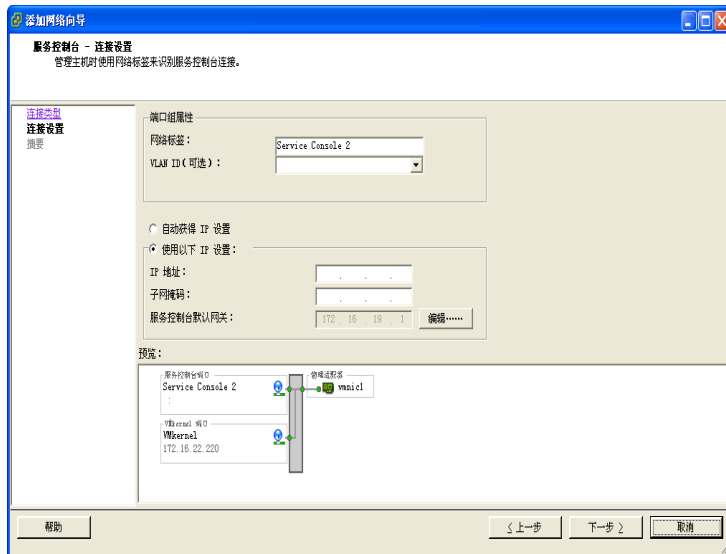 添加网络向导
服务控制台 - 连接设置
管理主机时使用网络标签来识别服务控制台连接。
连接类型
连接设置
摘要
端口组属性
网络标签：
Service Console 2
VLAN ID(可选)：
自动获得 IP 设置
使用以下 IP 设置：
IP 地址：
子网掩码：
服务控制台默认网关：
172 . 16 . 19 . 1
编辑……
预览：
服务控制台端口
Service Console 2
:
物理适配器
vmnic1
VMkernel 端口
VMkernel
172.16.22.220
帮助
< 上一步
下一步 >
取消